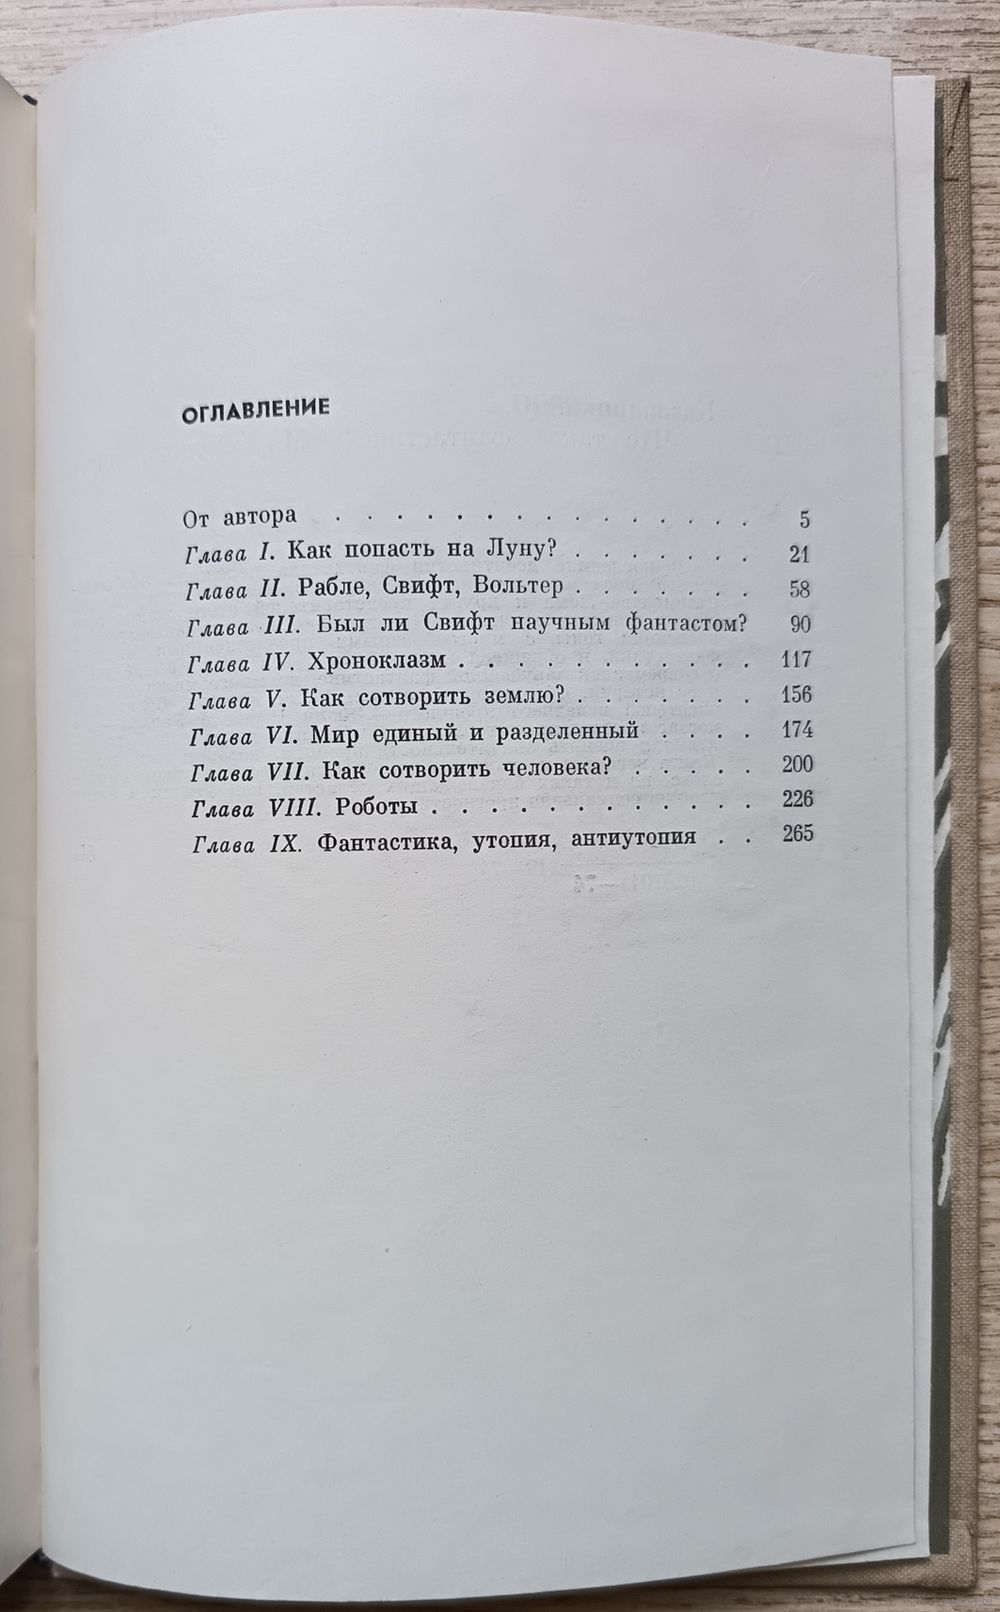 ОГЛАВЛЕНИЕ
От автора . . . . . . . . . . . . . . . 5
Глава I. Как попасть на Луну? . . . . . . . 21
Глава II. Рабле, Свифт, Вольтер . . . . . . . 58
Глава III. Был ли Свифт научным фантастом? 90
Глава IV. Хроноклазм . . . . . . . . . . . 117
Глава V. Как сотворить землю? . . . . . . . 156
Глава VI. Мир единый и разделенный . . . . 174
Глава VII. Как сотворить человека? . . . . . 200
Глава VIII. Роботы . . . . . . . . . . . . 226
Глава IX. Фантастика, утопия, антиутопия . . 265